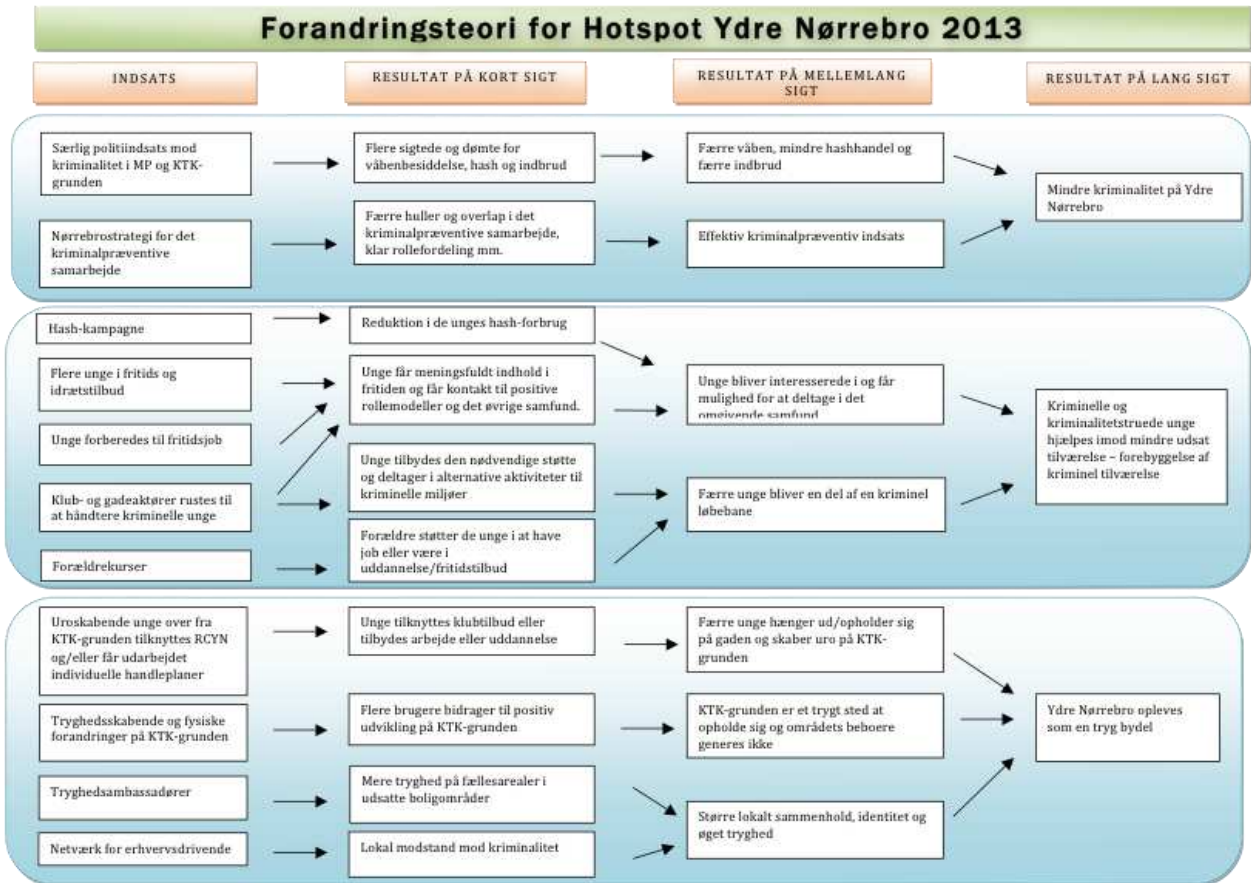 Forandringsteori for Hotspot Ydre Nørrebro 2013
INDSATS
RESULTAT PÅ KORT SIGT
RESULTAT PÅ MELLEMLANG
SIGT
RESULTAT PÅ LANG SIGT
Særlig politiindsats mod
kriminalitet i MP og KTK-
grunden
Flere sigtede og dømte for
våbenbesiddelse, hash og indbrud
Færre våben, mindre hashhandel og
færre indbrud
Mindre kriminalitet på Ydre
Nørrebro
Nørrebrostrategi for det
kriminalpræventive
samarbejde
Færre huller og overlap i det
kriminalpræventive samarbejde,
klar rollefordeling mm.
Effektiv kriminalpræventiv indsats
Hash-kampagne
Reduktion i de unges hash-forbrug
Flere unge i fritids og
idrætstilbud
Unge får meningsfuldt indhold i
fritiden og får kontakt til positive
rollemodeller og det øvrige samfund.
Unge bliver interesserede i og får
mulighed for at deltage i det
omgivende samfund
Kriminelle og
kriminalitetstruede unge
hjælpes imod mindre udsat
tilværelse – forebyggelse af
kriminel tilværelse
Unge forberedes til fritidsjob
Unge tilbydes den nødvendige støtte
og deltager i alternative aktiviteter til
kriminelle miljøer
Klub- og gadeaktører rustes til
at håndtere kriminelle unge
Færre unge bliver en del af en kriminel
løbebane
Forældre støtter de unge i at have
job eller være i
uddannelse/fritidstilbud
Forældrekurser
Uroskabende unge over fra
KTK-grunden tilknyttes RCYN
og/eller får udarbejdet
individuelle handleplaner
Unge tilknyttes klubtilbud eller
tilbydes arbejde eller uddannelse
Færre unge hænger ud/opholder sig
på gaden og skaber uro på KTK-
grunden
Tryghedsskabende og fysiske
forandringer på KTK-grunden
Flere brugere bidrager til positiv
udvikling på KTK-grunden
KTK-grunden er et trygt sted at
opholde sig og områdets beboere
generes ikke
Ydre Nørrebro opleves
som en tryg bydel
Tryghedsambassadører
Mere tryghed på fællesarealer i
udsatte boligområder
Større lokalt sammenhold, identitet og
øget tryghed
Netværk for erhvervsdrivende
Lokal modstand mod kriminalitet